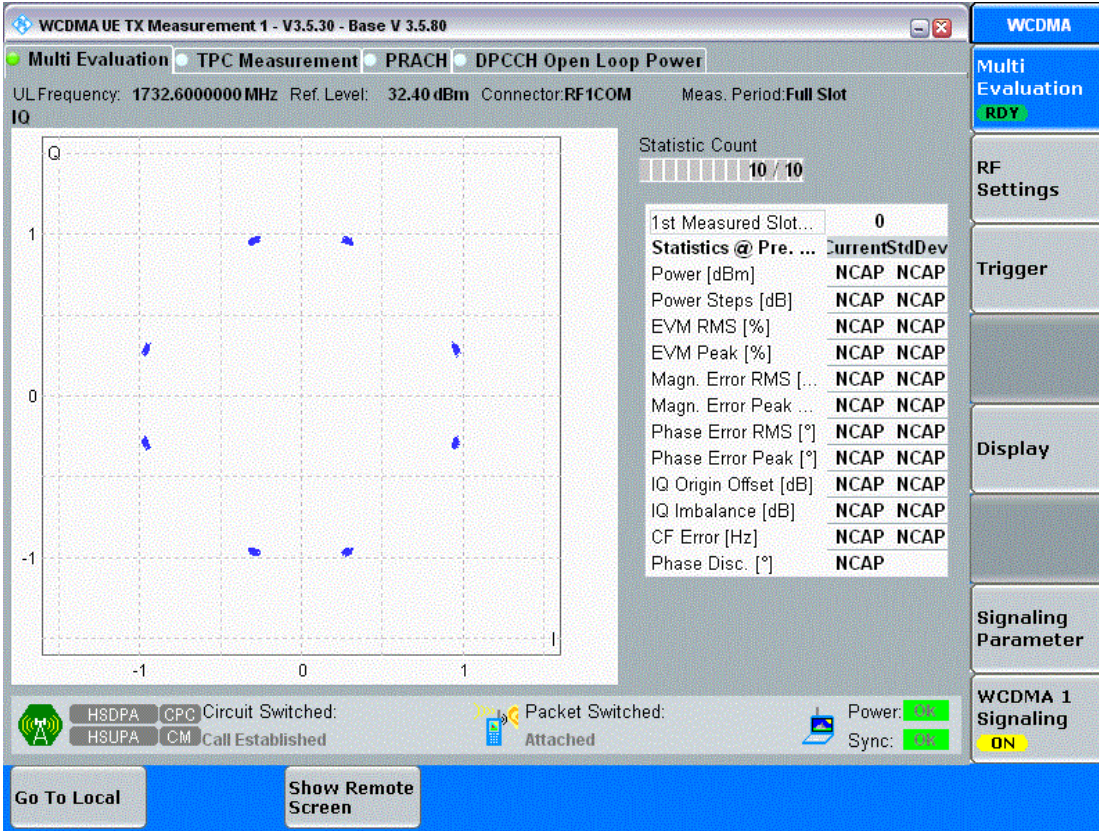 WCDMA UE TX Measurement 1 - V3.5.30 - Base V 3.5.80
WCDMA
Multi Evaluation TPC Measurement PRACH DPCCH Open Loop Power
UL Frequency: 1732.6000000 MHz Ref. Level: 32.40 dBm Connector:RF1COM Meas. Period:Full Slot
IQ
Q
1
0
-1
-1 0 1
I
Statistic Count
10 / 10
1st Measured Slot... 0
Statistics @ Pre. ... Current StdDev
Power [dBm] NCAP NCAP
Power Steps [dB] NCAP NCAP
EVM RMS [%] NCAP NCAP
EVM Peak [%] NCAP NCAP
Magn. Error RMS [... NCAP NCAP
Magn. Error Peak ... NCAP NCAP
Phase Error RMS [°] NCAP NCAP
Phase Error Peak [°] NCAP NCAP
IQ Origin Offset [dB] NCAP NCAP
IQ Imbalance [dB] NCAP NCAP
CF Error [Hz] NCAP NCAP
Phase Disc. [°] NCAP
Multi
Evaluation
RDY
RF
Settings
Trigger
Display
Signaling
Parameter
WCDMA 1
Signaling
ON
HSDPA CPC Circuit Switched: Packet Switched: Power: OK
HSUPA CM Call Established Attached Sync: OK
Go To Local
Show Remote
Screen